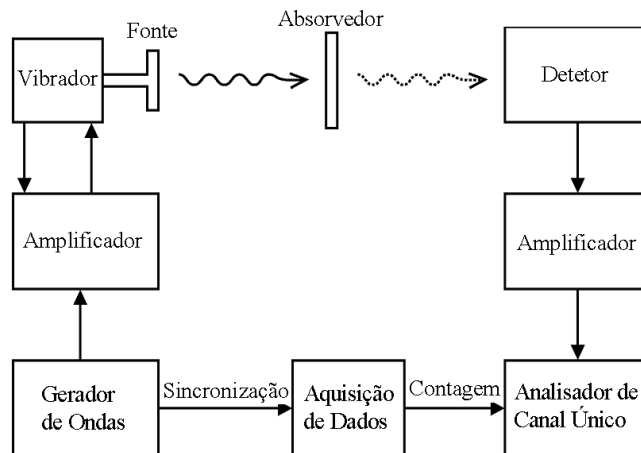 Fonte
Absorvedor
Vibrador
Detetor
Amplificador
Amplificador
Gerador
de Ondas
Sincronização
Aquisição
de Dados
Contagem
Analisador de
Canal Único